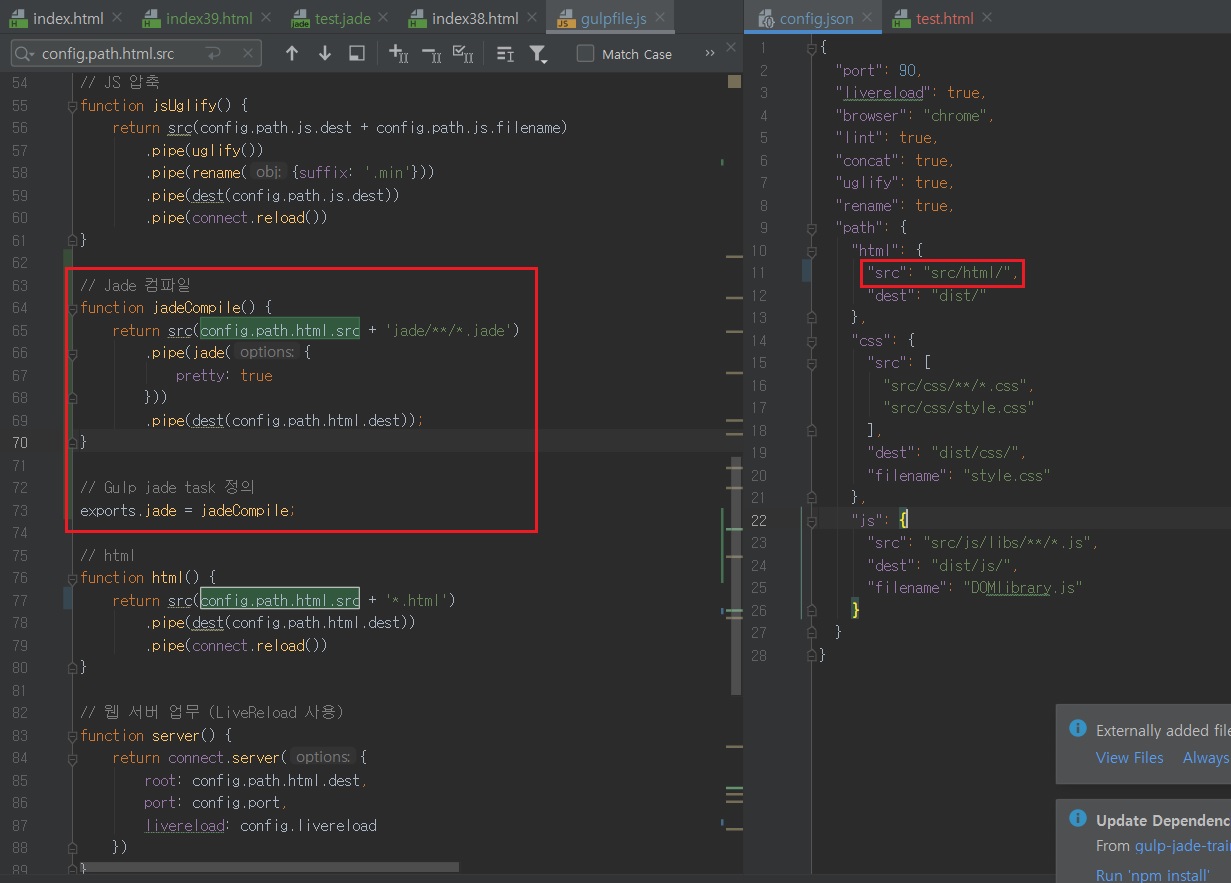 index.html
index39.html
test.jade
index38.html
gulpfile.js
config.json
test.html
config.path.html.src
Match Case
54 // JS 압축
55 function jsUglify() {
56 return src(config.path.js.dest + config.path.js.filename)
57 .pipe(uglify())
58 .pipe(rename( obj: {suffix: '.min'}))
59 .pipe(dest(config.path.js.dest))
60 .pipe(connect.reload())
61 }
62
63 // Jade 컴파일
64 function jadeCompile() {
65 return src(config.path.html.src + 'jade/**/*.jade')
66 .pipe(jade( options: {
67 pretty: true
68 }))
69 .pipe(dest(config.path.html.dest));
70 }
71
72 // Gulp jade task 정의
73 exports.jade = jadeCompile;
74
75 // html
76 function html() {
77 return src(config.path.html.src + '*.html')
78 .pipe(dest(config.path.html.dest))
79 .pipe(connect.reload())
80 }
81
82 // 웹 서버 업무 (LiveReload 사용)
83 function server() {
84 return connect.server( options: {
85 root: config.path.html.dest,
86 port: config.port,
87 livereload: config.livereload
88 })
89 }
1 {
2 "port": 90,
3 "livereload": true,
4 "browser": "chrome",
5 "lint": true,
6 "concat": true,
7 "uglify": true,
8 "rename": true,
9 "path": {
10 "html": {
11 "src": "src/html/",
12 "dest": "dist/"
13 },
14 "css": {
15 "src": [
16 "src/css/**/*.css",
17 "src/css/style.css"
18 ],
19 "dest": "dist/css/",
20 "filename": "style.css"
21 },
22 "js": {
23 "src": "src/js/libs/**/*.js",
24 "dest": "dist/js/",
25 "filename": "DOMlibrary.js"
26 }
27 }
28 }
Externally added file
View Files Always
Update Dependenc
From gulp-jade-trai
Run 'npm install'